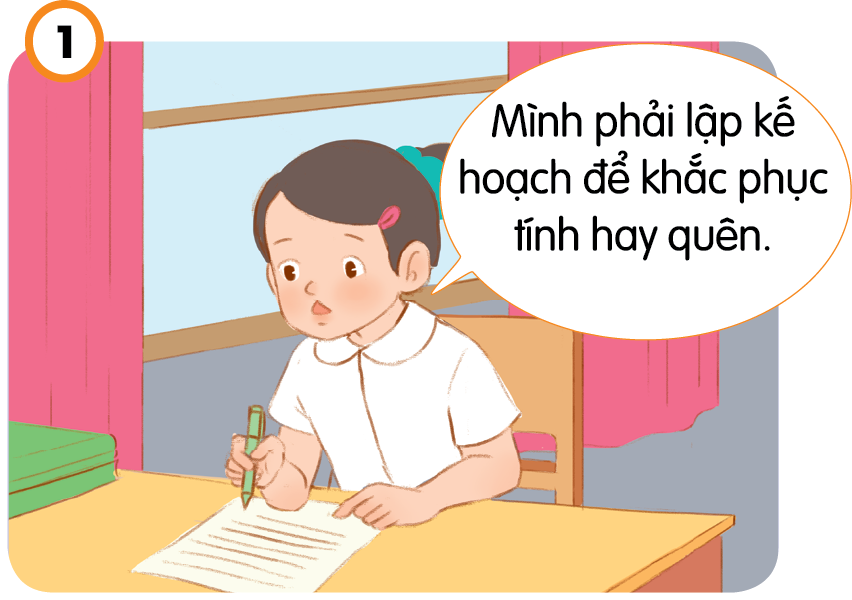 1
Mình phải lập kế
hoạch để khắc phục
tính hay quên.